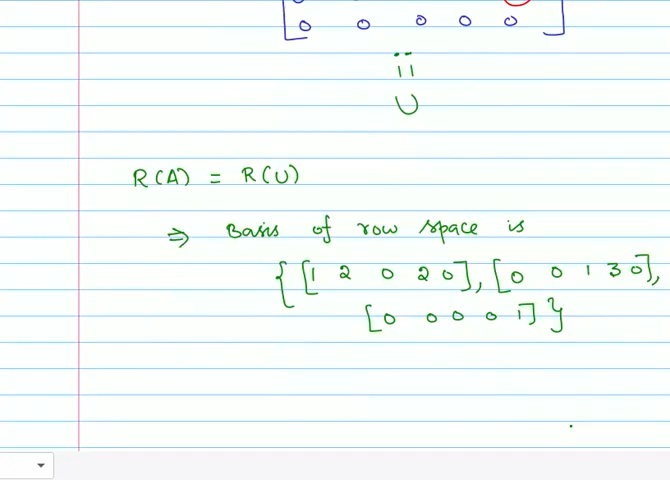 [0 0 0 0 0]
=
U
R(A) = R(U)
⇒ Basis of row space is
{[1 2 0 2 0], [0 0 1 3 0],
[0 0 0 0 1]}